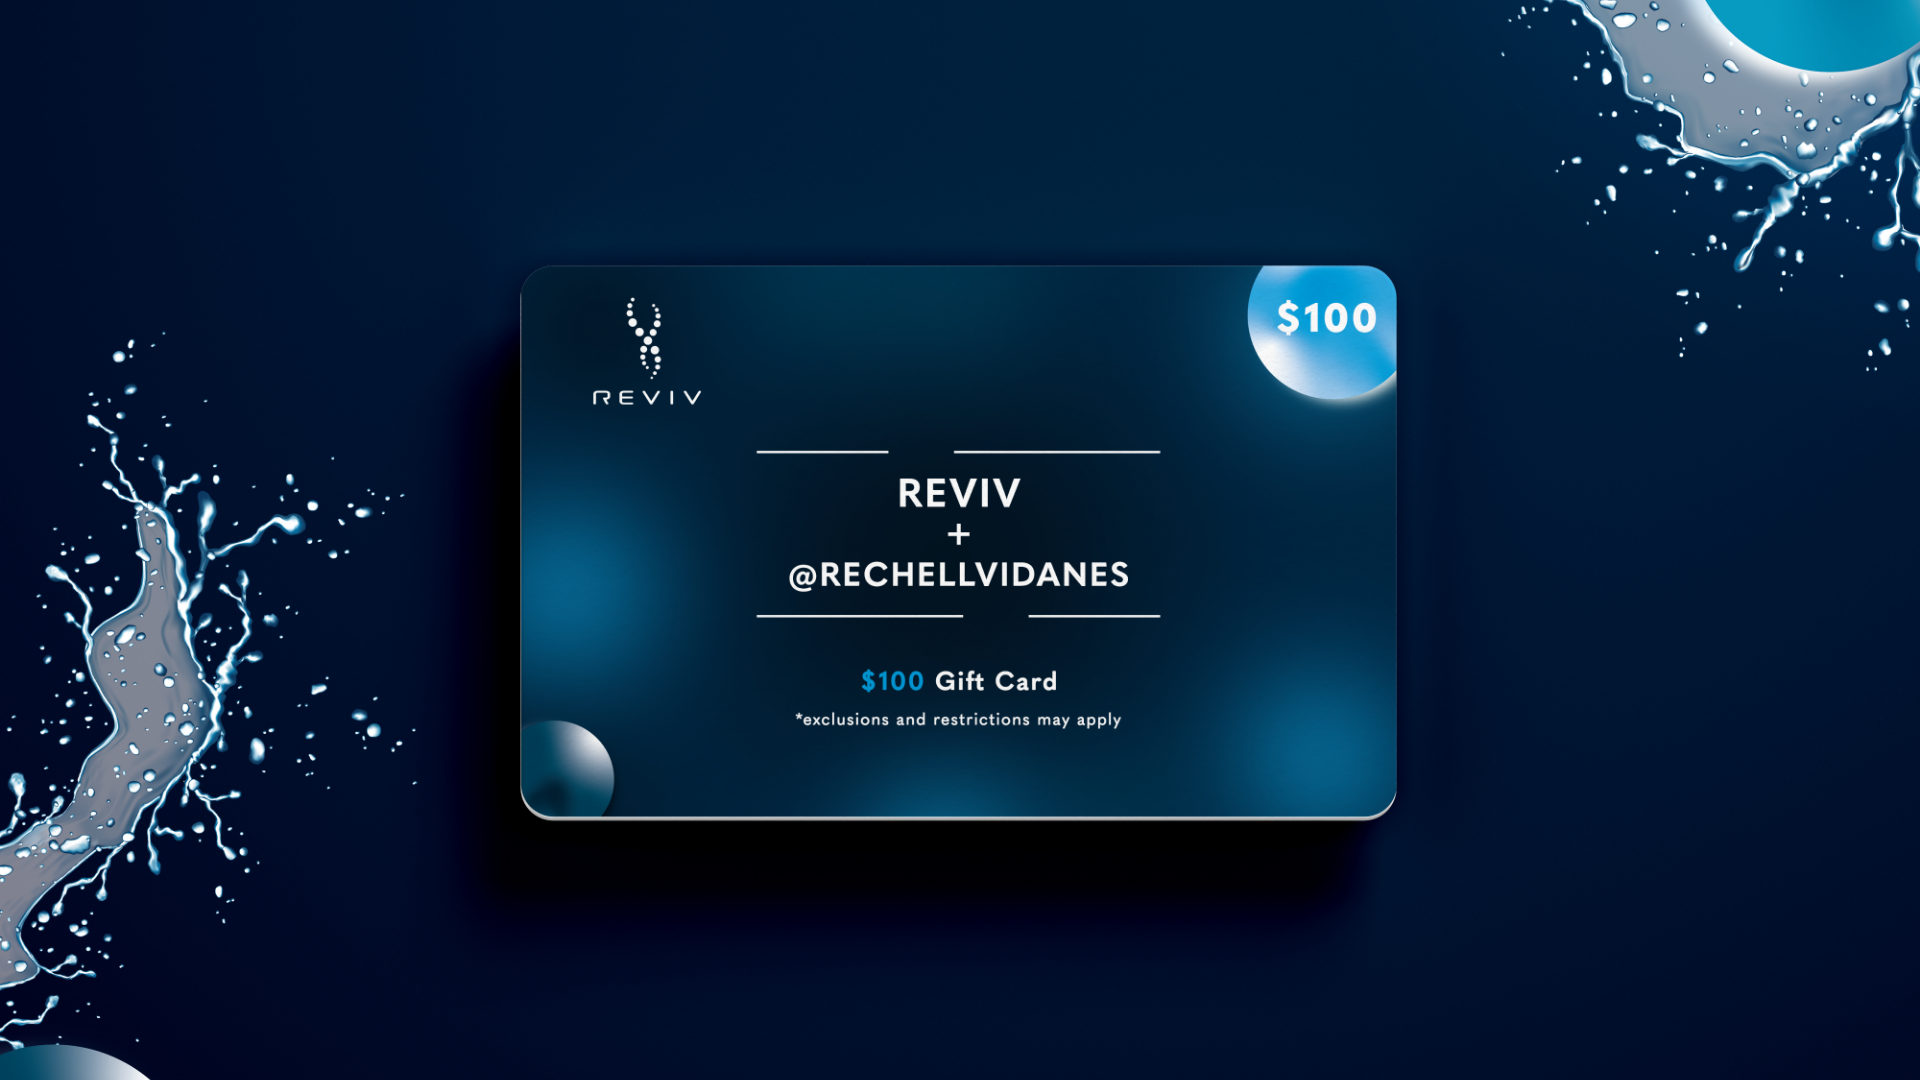 $100
REVIV
REVIV
+
@RECHELLVIDANES
$100 Gift Card
*exclusions and restrictions may apply